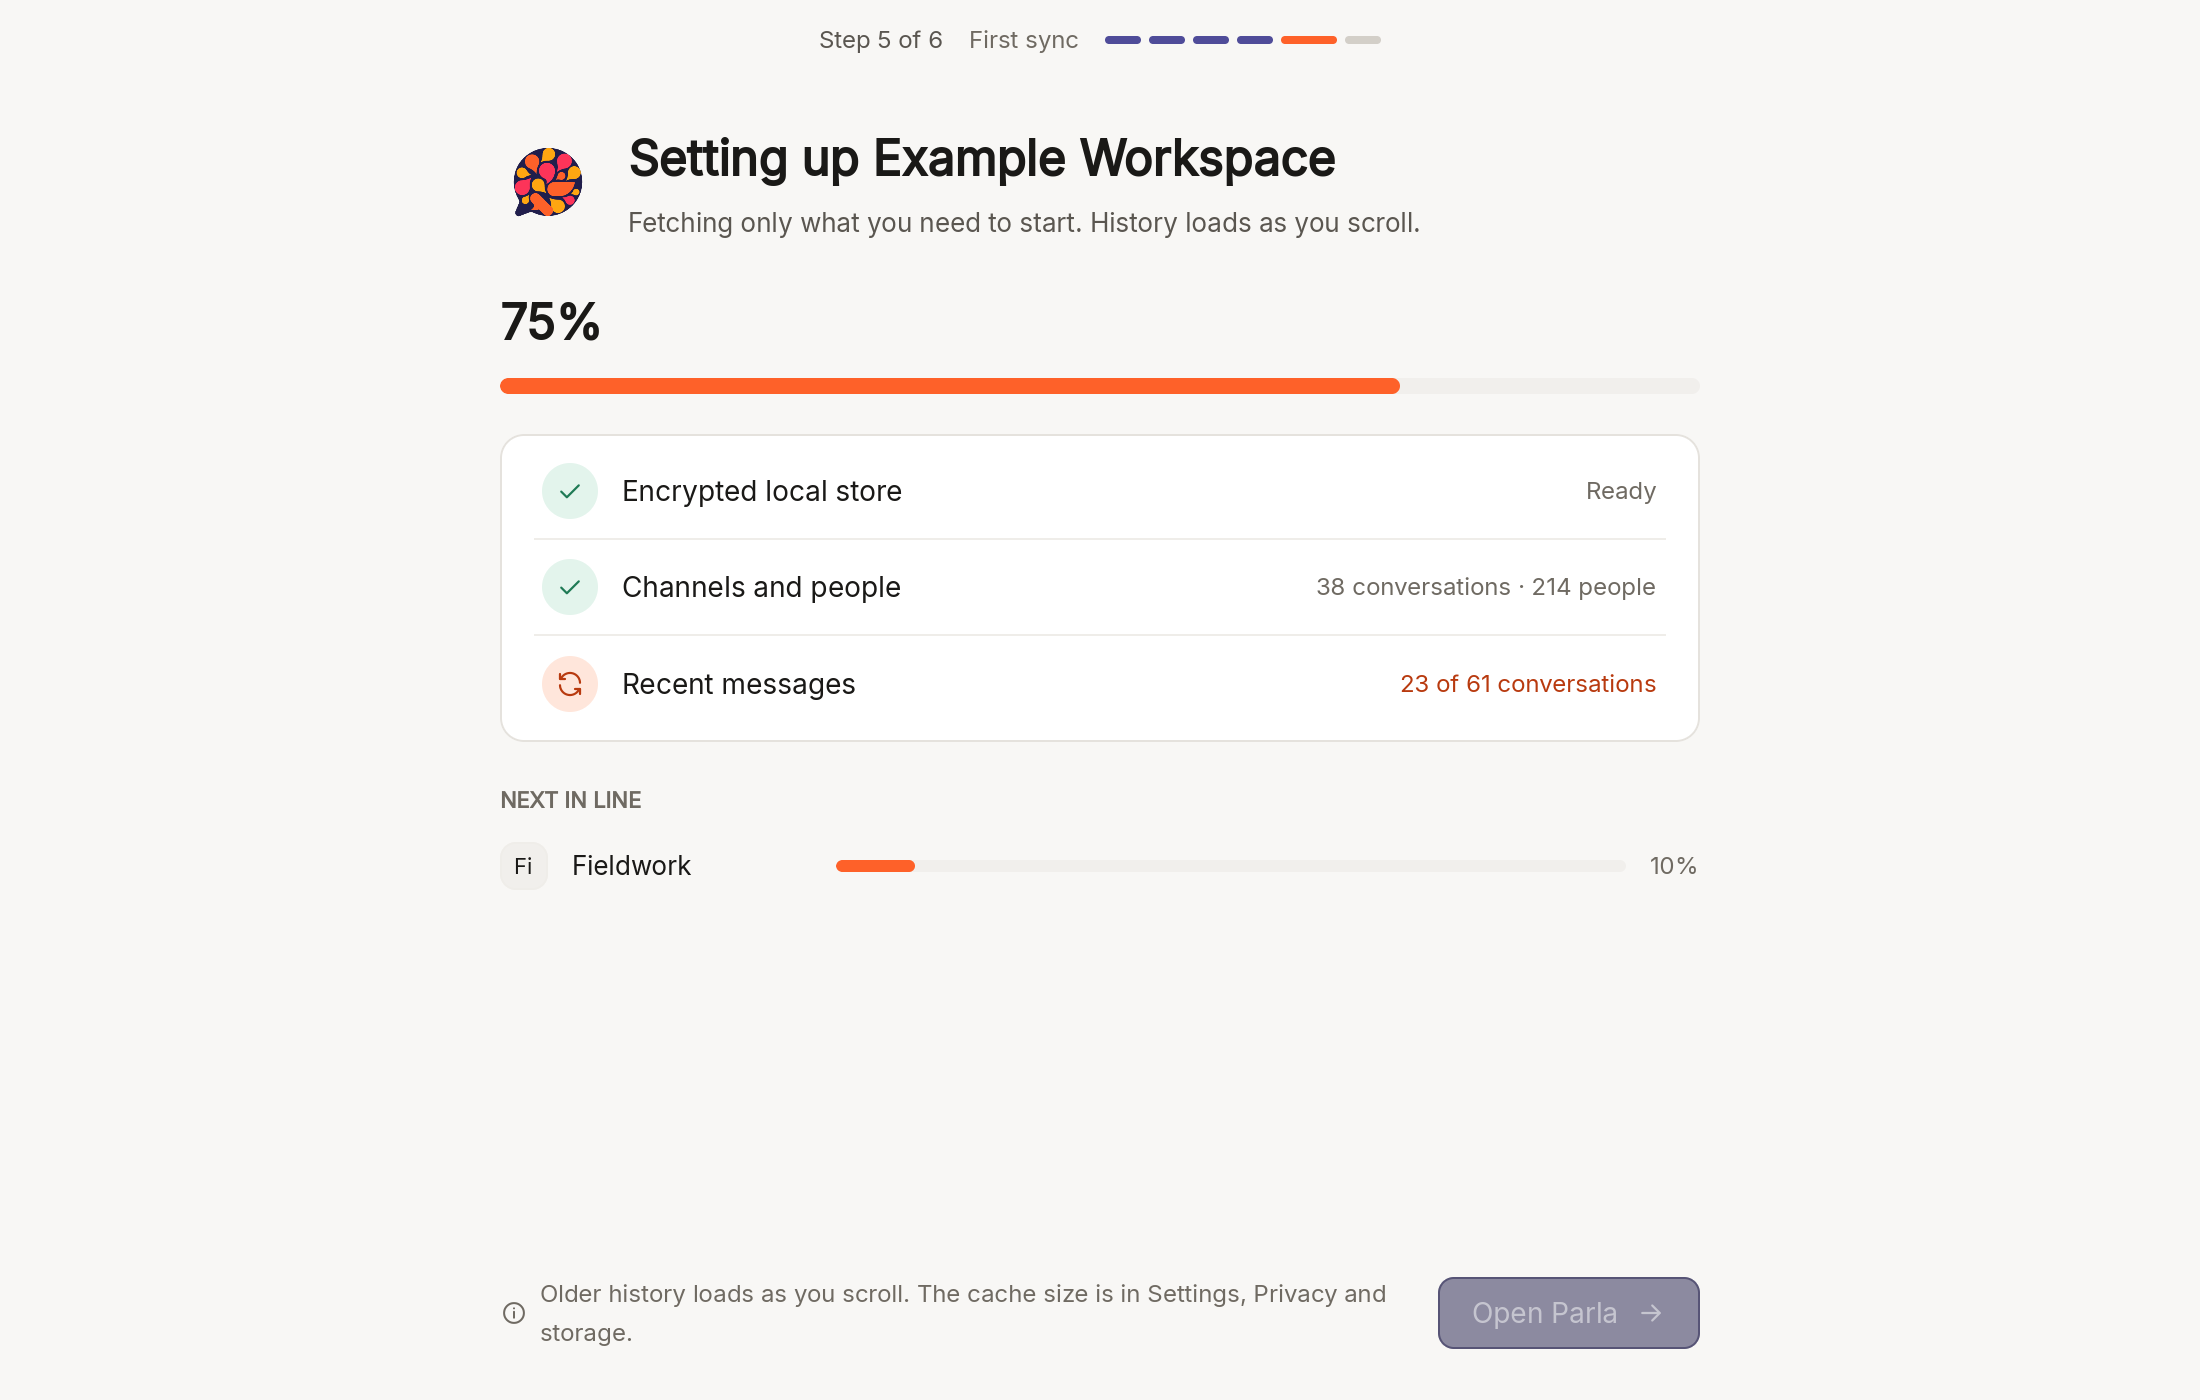 Step 5 of 6 First sync
Setting up Example Workspace
Fetching only what you need to start. History loads as you scroll.
75%
Encrypted local store Ready
Channels and people 38 conversations · 214 people
Recent messages 23 of 61 conversations
NEXT IN LINE
Fi Fieldwork 10%
Older history loads as you scroll. The cache size is in Settings, Privacy and
storage.
Open Parla